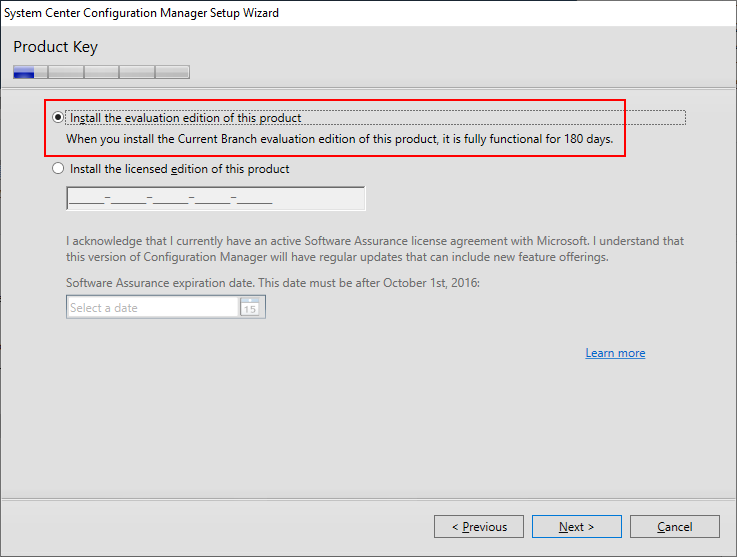 System Center Configuration Manager Setup Wizard
Product Key
Install the evaluation edition of this product
When you install the Current Branch evaluation edition of this product, it is fully functional for 180 days.
Install the licensed edition of this product
_____-_____-_____-_____-_____
I acknowledge that I currently have an active Software Assurance license agreement with Microsoft. I understand that
this version of Configuration Manager will have regular updates that can include new feature offerings.
Software Assurance expiration date. This date must be after October 1st, 2016:
Select a date
15
Learn more
< Previous
Next >
Cancel